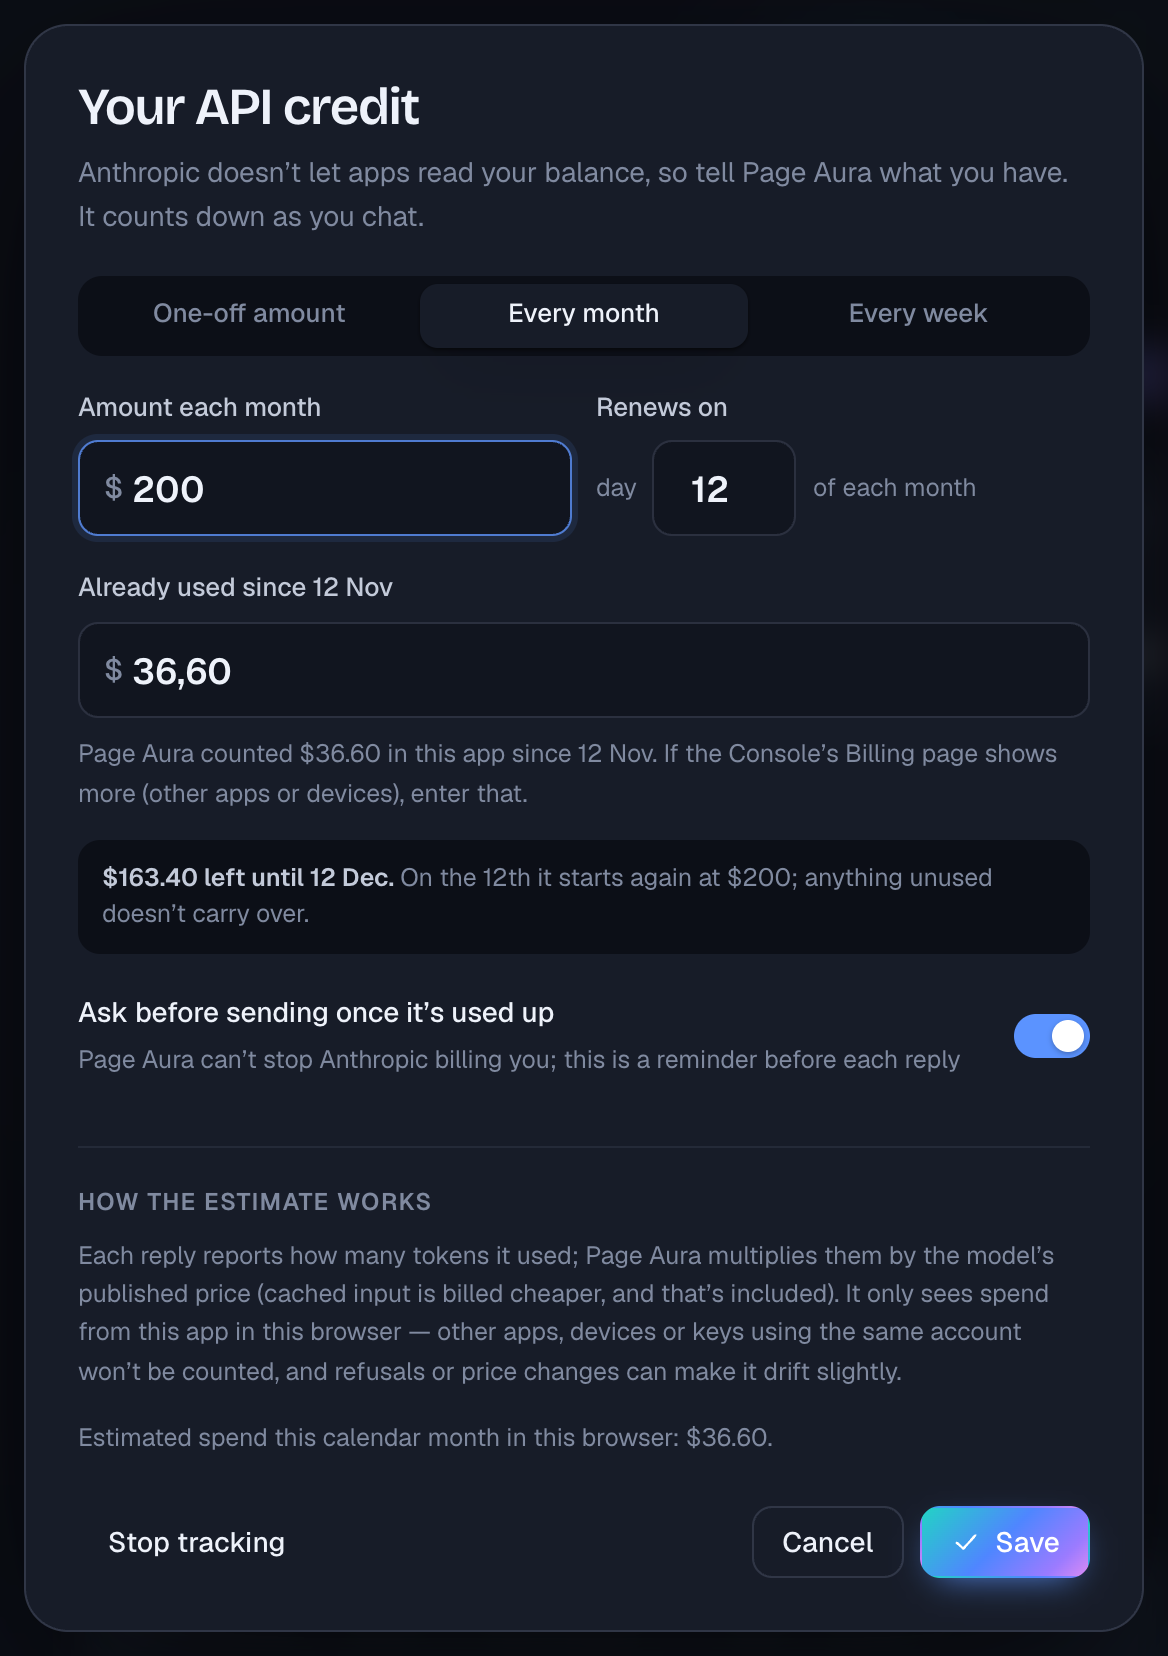 Your API credit
Anthropic doesn’t let apps read your balance, so tell Page Aura what you have.
It counts down as you chat.
One-off amount
Every month
Every week
Amount each month
Renews on
$ 200
day 12 of each month
Already used since 12 Nov
$ 36,60
Page Aura counted $36.60 in this app since 12 Nov. If the Console’s Billing page shows
more (other apps or devices), enter that.
$163.40 left until 12 Dec. On the 12th it starts again at $200; anything unused
doesn’t carry over.
Ask before sending once it’s used up
Page Aura can’t stop Anthropic billing you; this is a reminder before each reply
HOW THE ESTIMATE WORKS
Each reply reports how many tokens it used; Page Aura multiplies them by the model’s
published price (cached input is billed cheaper, and that’s included). It only sees spend
from this app in this browser — other apps, devices or keys using the same account
won’t be counted, and refusals or price changes can make it drift slightly.
Estimated spend this calendar month in this browser: $36.60.
Stop tracking
Cancel
Save